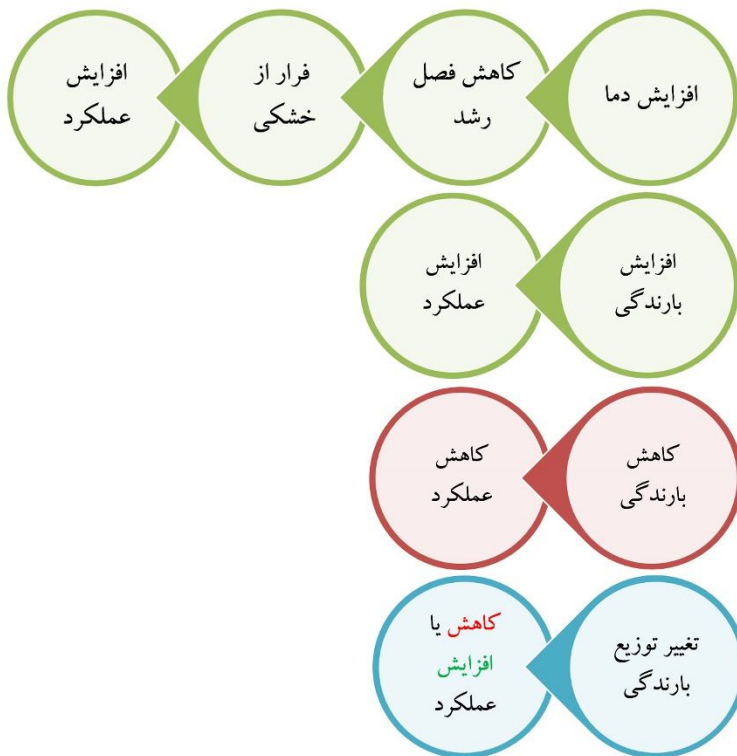 افزایش دما
کاهش فصل
رشد
فرار از
خشکی
افزایش
عملکرد
افزایش
بارندگی
افزایش
عملکرد
کاهش
بارندگی
کاهش
عملکرد
تغییر توزیع
بارندگی
کاهش یا
افزایش
عملکرد